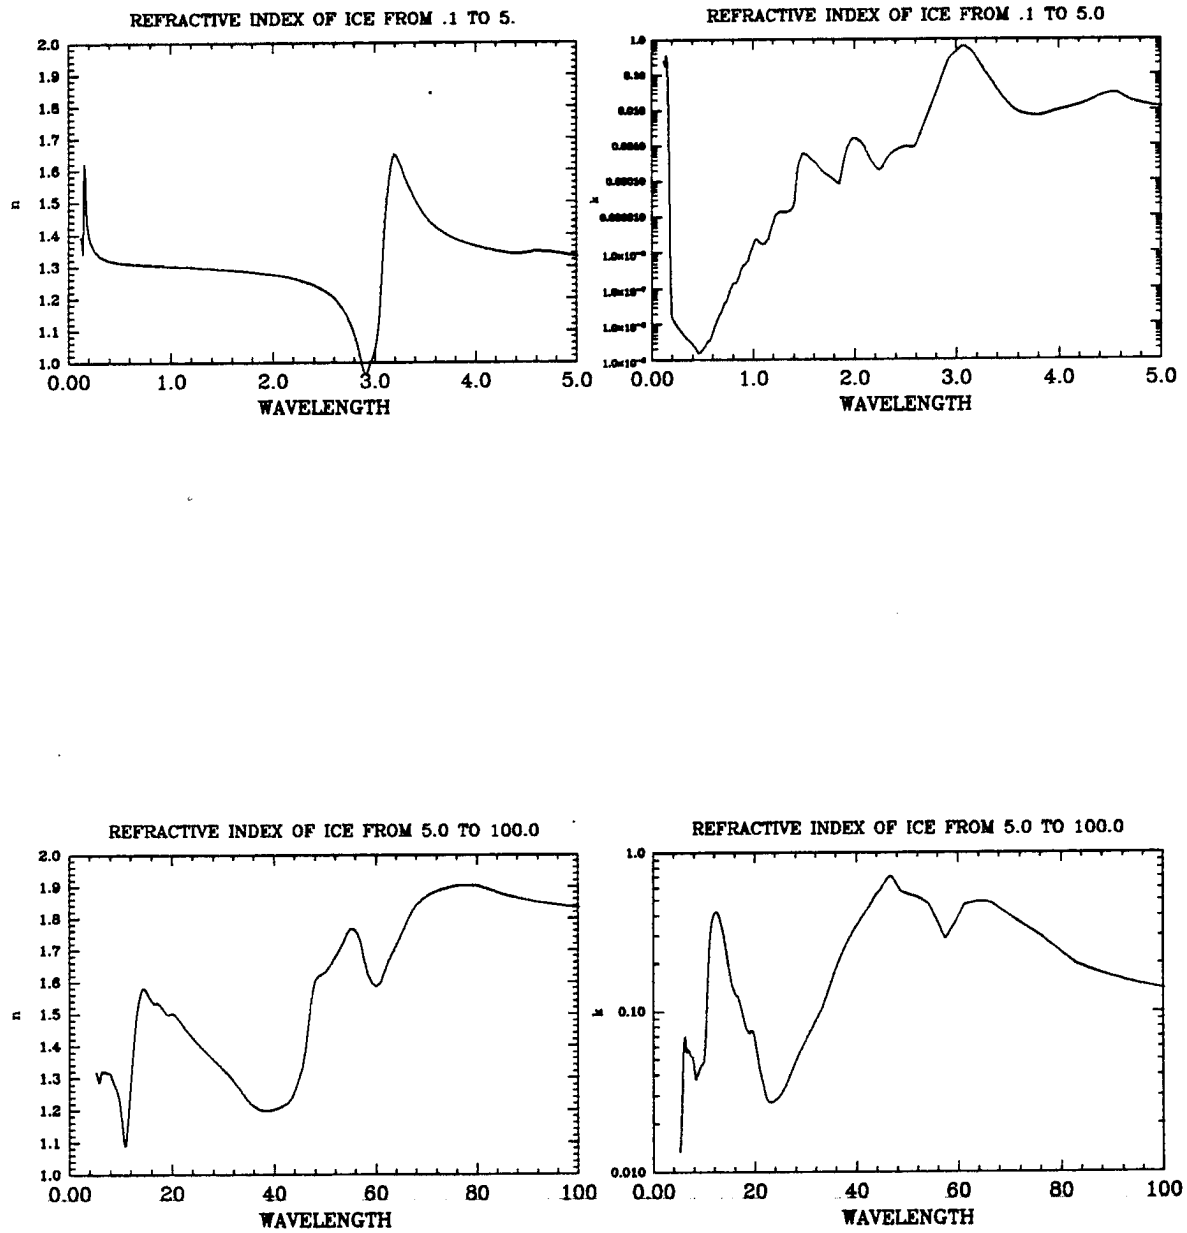 REFRACTIVE INDEX OF ICE FROM .1 TO 5.
2.0
1.9
1.8
1.7
1.6
1.5
1.4
1.3
1.2
1.1
1.0
n
0.00 1.0 2.0 3.0 4.0 5.0
WAVELENGTH
REFRACTIVE INDEX OF ICE FROM .1 TO 5.0
1.0
0.10
0.010
k
0.00 1.0 2.0 3.0 4.0 5.0
WAVELENGTH
REFRACTIVE INDEX OF ICE FROM 5.0 TO 100.0
2.0
1.9
1.8
1.7
1.6
1.5
1.4
1.3
1.2
1.1
1.0
n
0.00 20 40 60 80 100
WAVELENGTH
REFRACTIVE INDEX OF ICE FROM 5.0 TO 100.0
1.0
0.10
0.010
k
0.00 20 40 60 80 100
WAVELENGTH